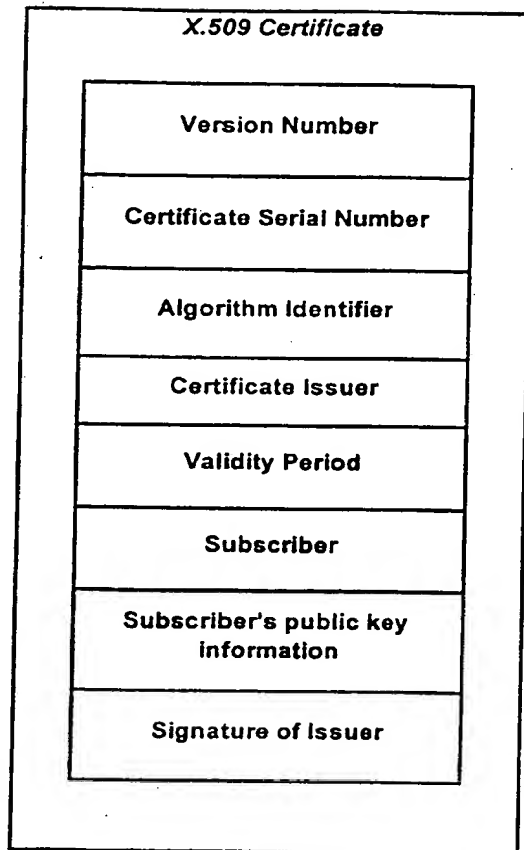 X.509 Certificate
Version Number
Certificate Serial Number
Algorithm Identifier
Certificate Issuer
Validity Period
Subscriber
Subscriber's public key
information
Signature of Issuer